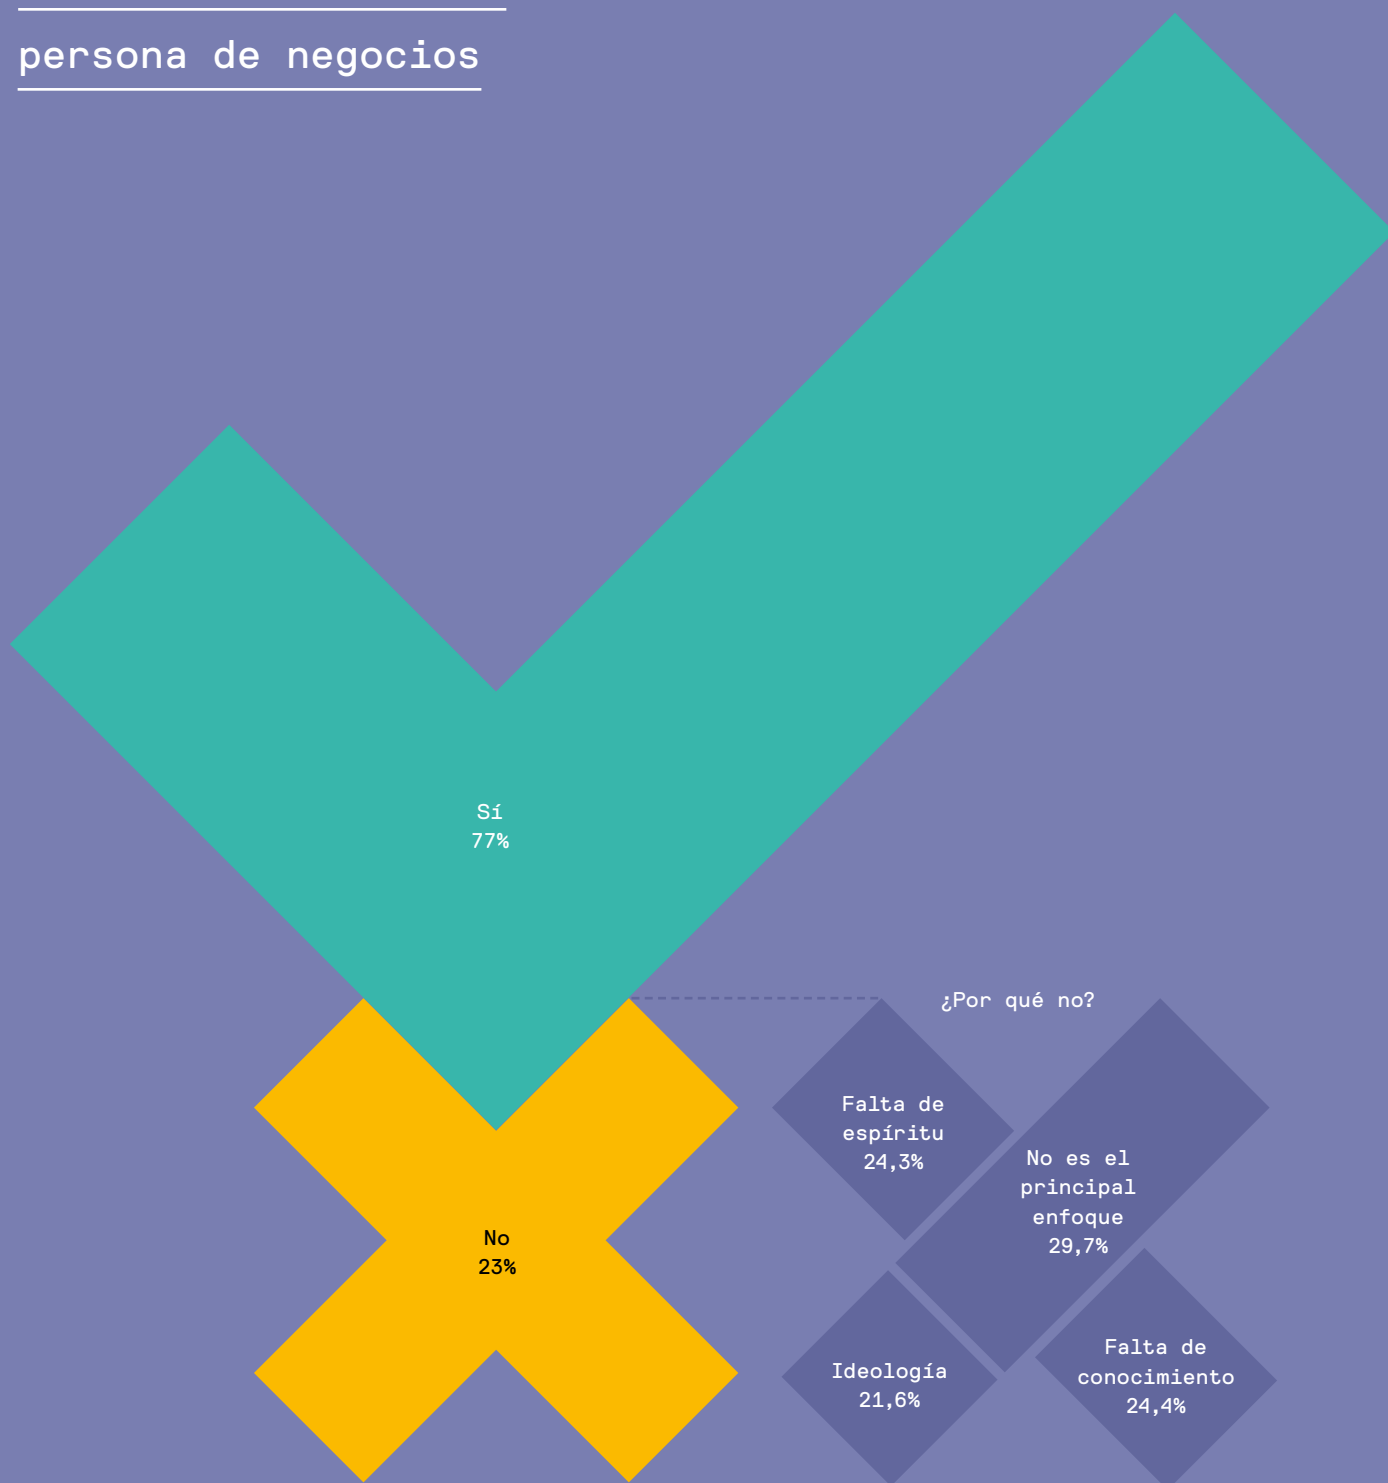 persona de negocios
Sí
77%
¿Por qué no?
Falta de
espíritu
24,3%
No es el
principal
enfoque
29,7%
No
23%
Ideología
21,6%
Falta de
conocimiento
24,4%